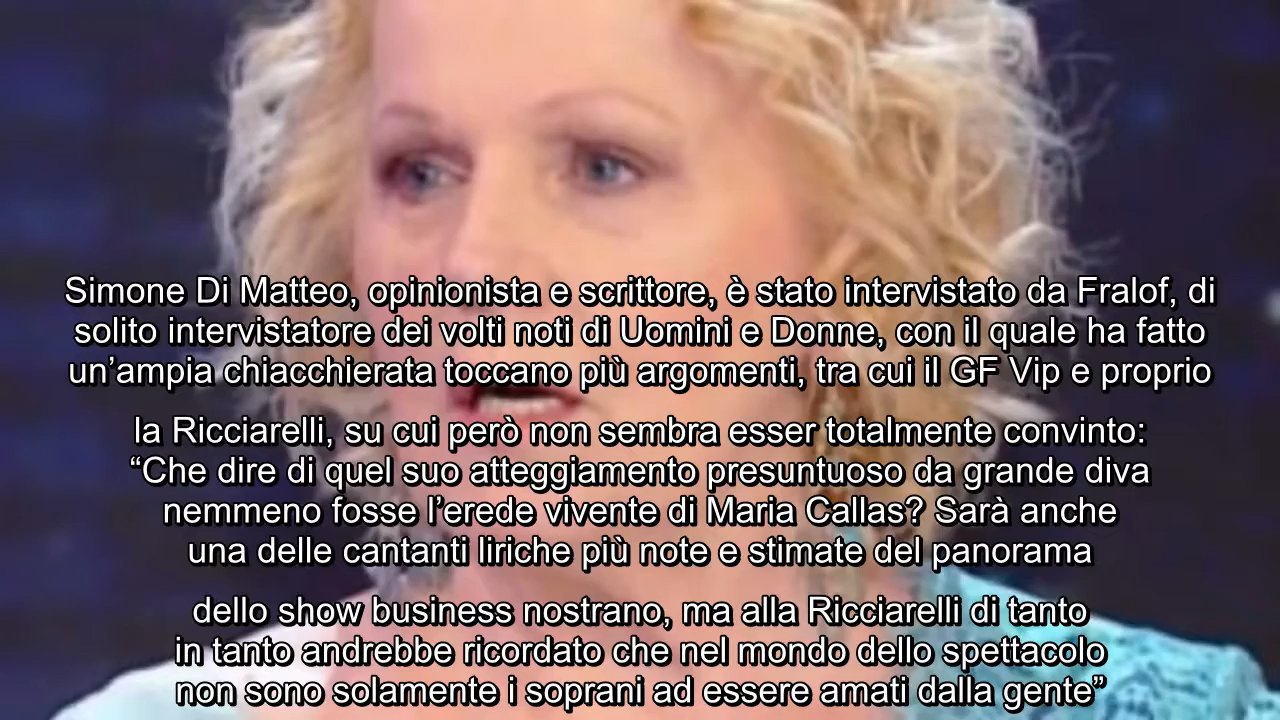 Simone Di Matteo, opinionista e scrittore, è stato intervistato da Fralof, di
solito intervistatore dei volti noti di Uomini e Donne, con il quale ha fatto
un’ampia chiacchierata toccano più argomenti, tra cui il GF Vip e proprio
la Ricciarelli, su cui però non sembra esser totalmente convinto:
“Che dire di quel suo atteggiamento presuntuoso da grande diva
nemmeno fosse l’erede vivente di Maria Callas? Sarà anche
una delle cantanti liriche più note e stimate del panorama
dello show business nostrano, ma alla Ricciarelli di tanto
in tanto andrebbe ricordato che nel mondo dello spettacolo
non sono solamente i soprani ad essere amati dalla gente”